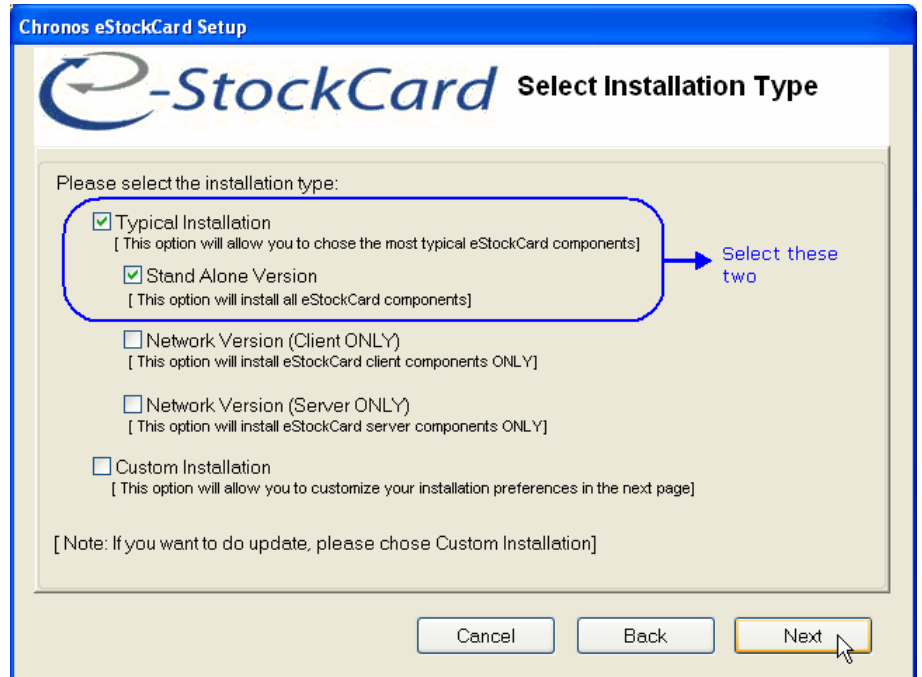 Chronos eStockCard Setup
e-StockCard Select Installation Type
Please select the installation type:
Typical Installation
[ This option will allow you to chose the most typical eStockCard components]
Select these
two
Stand Alone Version
[ This option will install all eStockCard components]
Network Version (Client ONLY)
[ This option will install eStockCard client components ONLY]
Network Version (Server ONLY)
[ This option will install eStockCard server components ONLY]
Custom Installation
[ This option will allow you to customize your installation preferences in the next page]
[ Note: If you want to do update, please chose Custom Installation]
Cancel Back Next